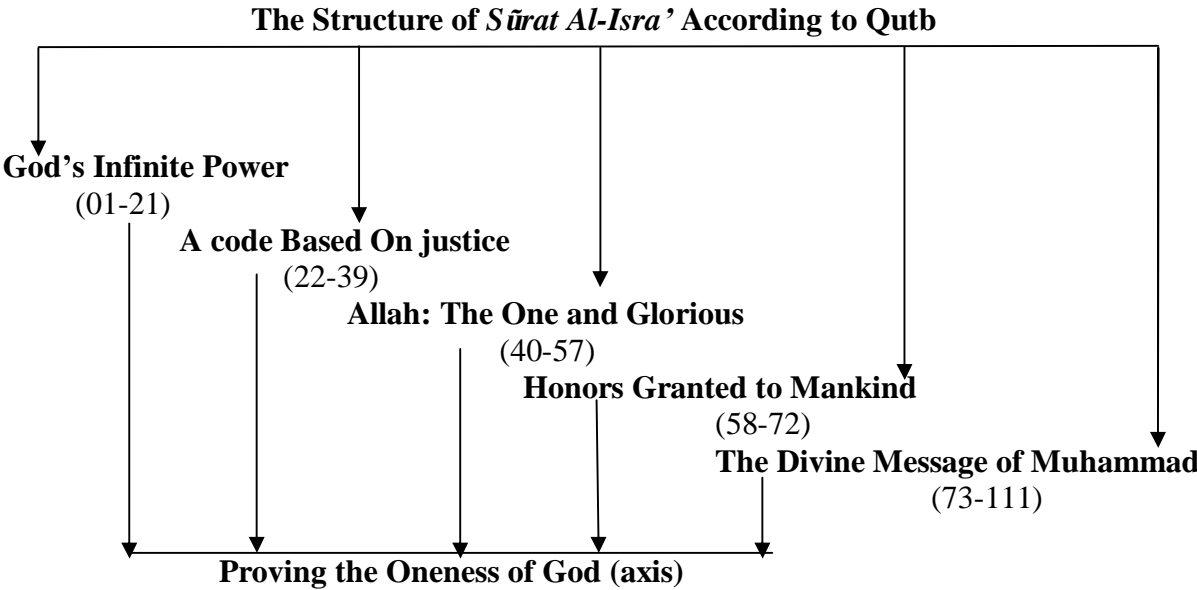 The Structure of Sūrat Al-Isra’ According to Qutb
God’s Infinite Power
(01-21)
A code Based On justice
(22-39)
Allah: The One and Glorious
(40-57)
Honors Granted to Mankind
(58-72)
The Divine Message of Muhammad
(73-111)
Proving the Oneness of God (axis)